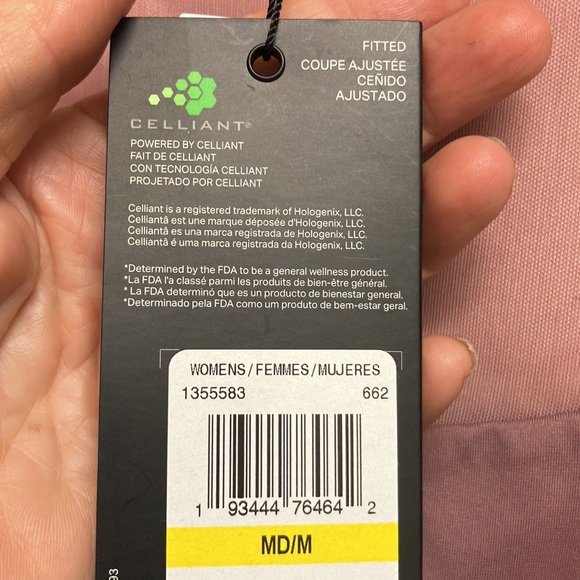 FITTED
COUPE AJUSTÉE
CEÑIDO
AJUSTADO
CELLIANT®
POWERED BY CELLIANT
FAIT DE CELLIANT
CON TECNOLOGÍA CELLIANT
PROJETADO POR CELLIANT
Celliant is a registered trademark of Hologenix, LLC.
Celliantâ est une marque déposée d'Hologenix, LLC.
Celliantâ es una marca registrada de Hologenix, LLC.
Celliantâ é uma marca registrada da Hologenix, LLC.
*Determined by the FDA to be a general wellness product.
*La FDA l'a classé parmi les produits de bien-être général.
* La FDA determinó que es un producto de bienestar general.
*Determinado pela FDA como um produto de bem-estar geral.
WOMENS / FEMMES / MUJERES
1355583 662
1 93444 76464 2
MD/M
93